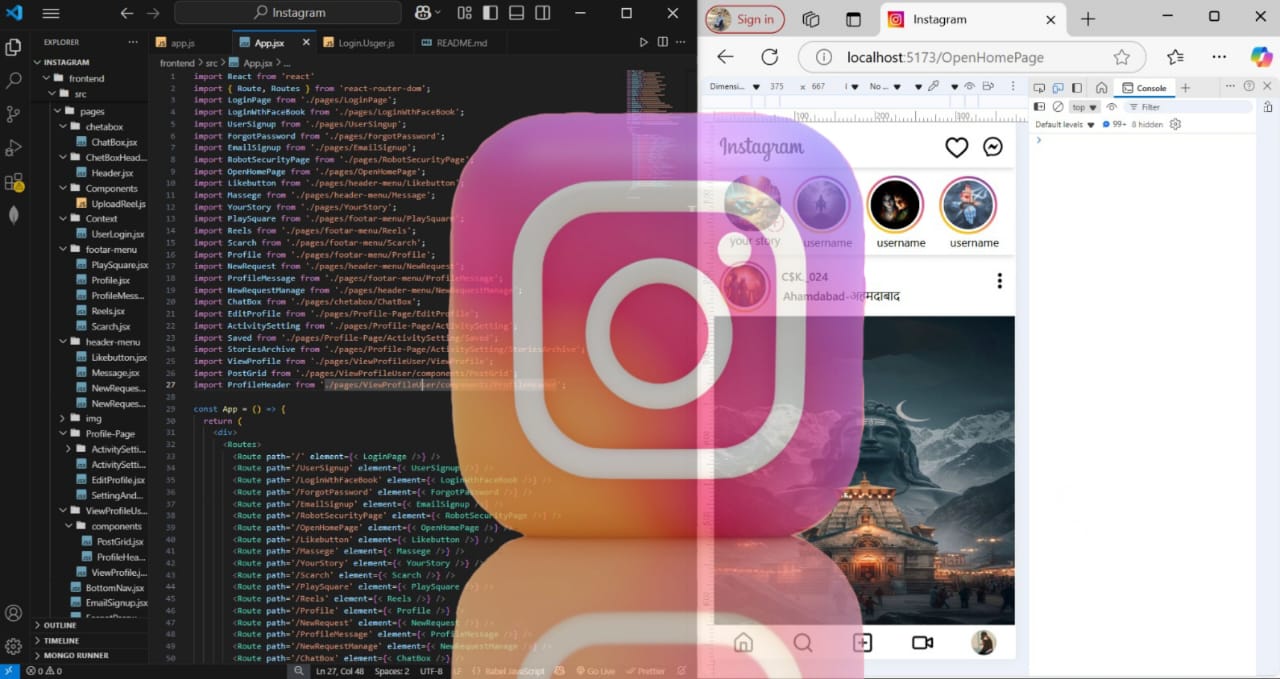 Instagram
EXPLORER
INSTAGRAM
frontend
src
pages
chetabox
ChatBox.jsx
ChetBoxHead...
Header.jsx
Components
UploadReel.js
Context
UserLogin.jsx
footar-menu
PlaySquare.jsx
Profile.jsx
ProfileMess...
Reels.jsx
Scarch.jsx
header-menu
Likebutton.jsx
Message.jsx
NewReques...
NewReques...
img
Profile-Page
ActivitySetti...
ActivitySetti...
EditProfile.jsx
SettingAnd...
ViewProfileUs...
components
PostGrid.jsx
ProfileHea...
ViewProfile.j...
BottomNav.jsx
EmailSignup.jsx
OUTLINE
TIMELINE
MONGO RUNNER
app.js
App.jsx
Login.Usger.js
README.md
frontend > src > App.jsx > ...
1 import React from 'react'
2 import { Route, Routes } from 'react-router-dom';
3 import LoginPage from './pages/LoginPage';
4 import LoginWthFaceBook from './pages/LoginWthFaceBook';
5 import UserSignup from './pages/UserSingup';
6 import ForgotPassword from './pages/ForgotPassword';
7 import EmailSignup from './pages/EmailSignup';
8 import RobotSecurityPage from './pages/RobotSecurityPage';
9 import OpenHomePage from './pages/OpenHomePage';
10 import Likebutton from './pages/header-menu/Likebutton';
11 import Massege from './pages/header-menu/Message';
12 import YourStory from './pages/YourStory';
13 import PlaySquare from './pages/footar-menu/PlaySquare';
14 import Reels from './pages/footar-menu/Reels';
15 import Scarch from './pages/footar-menu/Scarch';
16 import Profile from './pages/footar-menu/Profile';
17 import NewRequest from './pages/header-menu/NewRequest';
18 import ProfileMessage from './pages/footar-menu/ProfileMessage';
19 import NewRequestManage from './pages/header-menu/NewRequestManage';
20 import ChatBox from './pages/chetabox/ChatBox';
21 import EditProfile from './pages/Profile-Page/EditProfile';
22 import ActivitySetting from './pages/Profile-Page/ActivitySetting';
23 import Saved from './pages/Profile-Page/ActivitySetting/Saved';
24 import StoriesArchive from './pages/Profile-Page/ActivitySetting/StoriesArchive';
25 import ViewProfile from './pages/ViewProfileUser/ViewProfile';
26 import PostGrid from './pages/ViewProfileUser/components/PostGrid';
27 import ProfileHeader from './pages/ViewProfileUser/components/ProfileHeader';
28
29 const App = () => {
30 return (
31 <div>
32 <Routes>
33 <Route path='/' element={< LoginPage />} />
34 <Route path='/UserSignup' element={< UserSignup />} />
35 <Route path='/LoginWthFaceBook' element={< LoginWthFaceBook />} />
36 <Route path='/ForgotPassword' element={< ForgotPassword />} />
37 <Route path='/EmailSignup' element={< EmailSignup />} />
38 <Route path='/RobotSecurityPage' element={< RobotSecurityPage />} />
39 <Route path='/OpenHomePage' element={< OpenHomePage />} />
40 <Route path='/Likebutton' element={< Likebutton />} />
41 <Route path='/Massege' element={< Massege />} />
42 <Route path='/YourStory' element={< YourStory />} />
43 <Route path='/Scarch' element={< Scarch />} />
44 <Route path='/PlaySquare' element={< PlaySquare />} />
45 <Route path='/Reels' element={< Reels />} />
46 <Route path='/Profile' element={< Profile />} />
47 <Route path='/NewRequest' element={< NewRequest />} />
48 <Route path='/ProfileMessage' element={< ProfileMessage />} />
49 <Route path='/NewRequestManage' element={< NewRequestManage />} />
50 <Route path='/ChatBox' element={< ChatBox />} />
0 0 Ln 27, Col 48 Spaces: 2 UTF-8 LF {} Babel JavaScript Go Live Prettier
Sign in
Instagram
localhost:5173/OpenHomePage
Dimensi... 375 x 667 No ...
Console
top Filter
Default levels 99+ 8 hidden
100 200 300
Instagram
your story username username username
C$K._024
Ahamdabad-अहमदाबाद